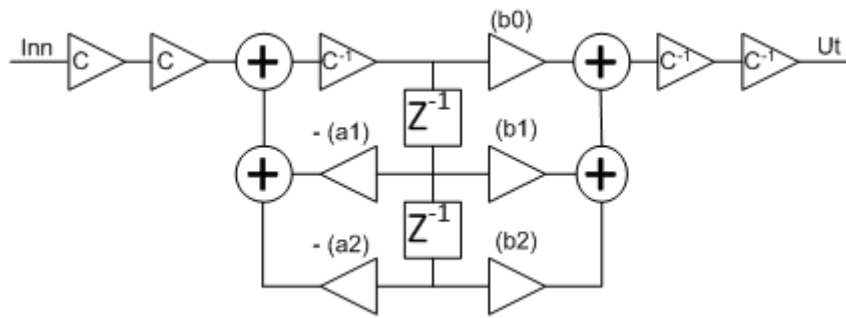 (b0)
Inn C C + C⁻¹ + C⁻¹ C⁻¹ Ut
Z⁻¹
- (a1) (b1)
+ +
Z⁻¹
- (a2) (b2)